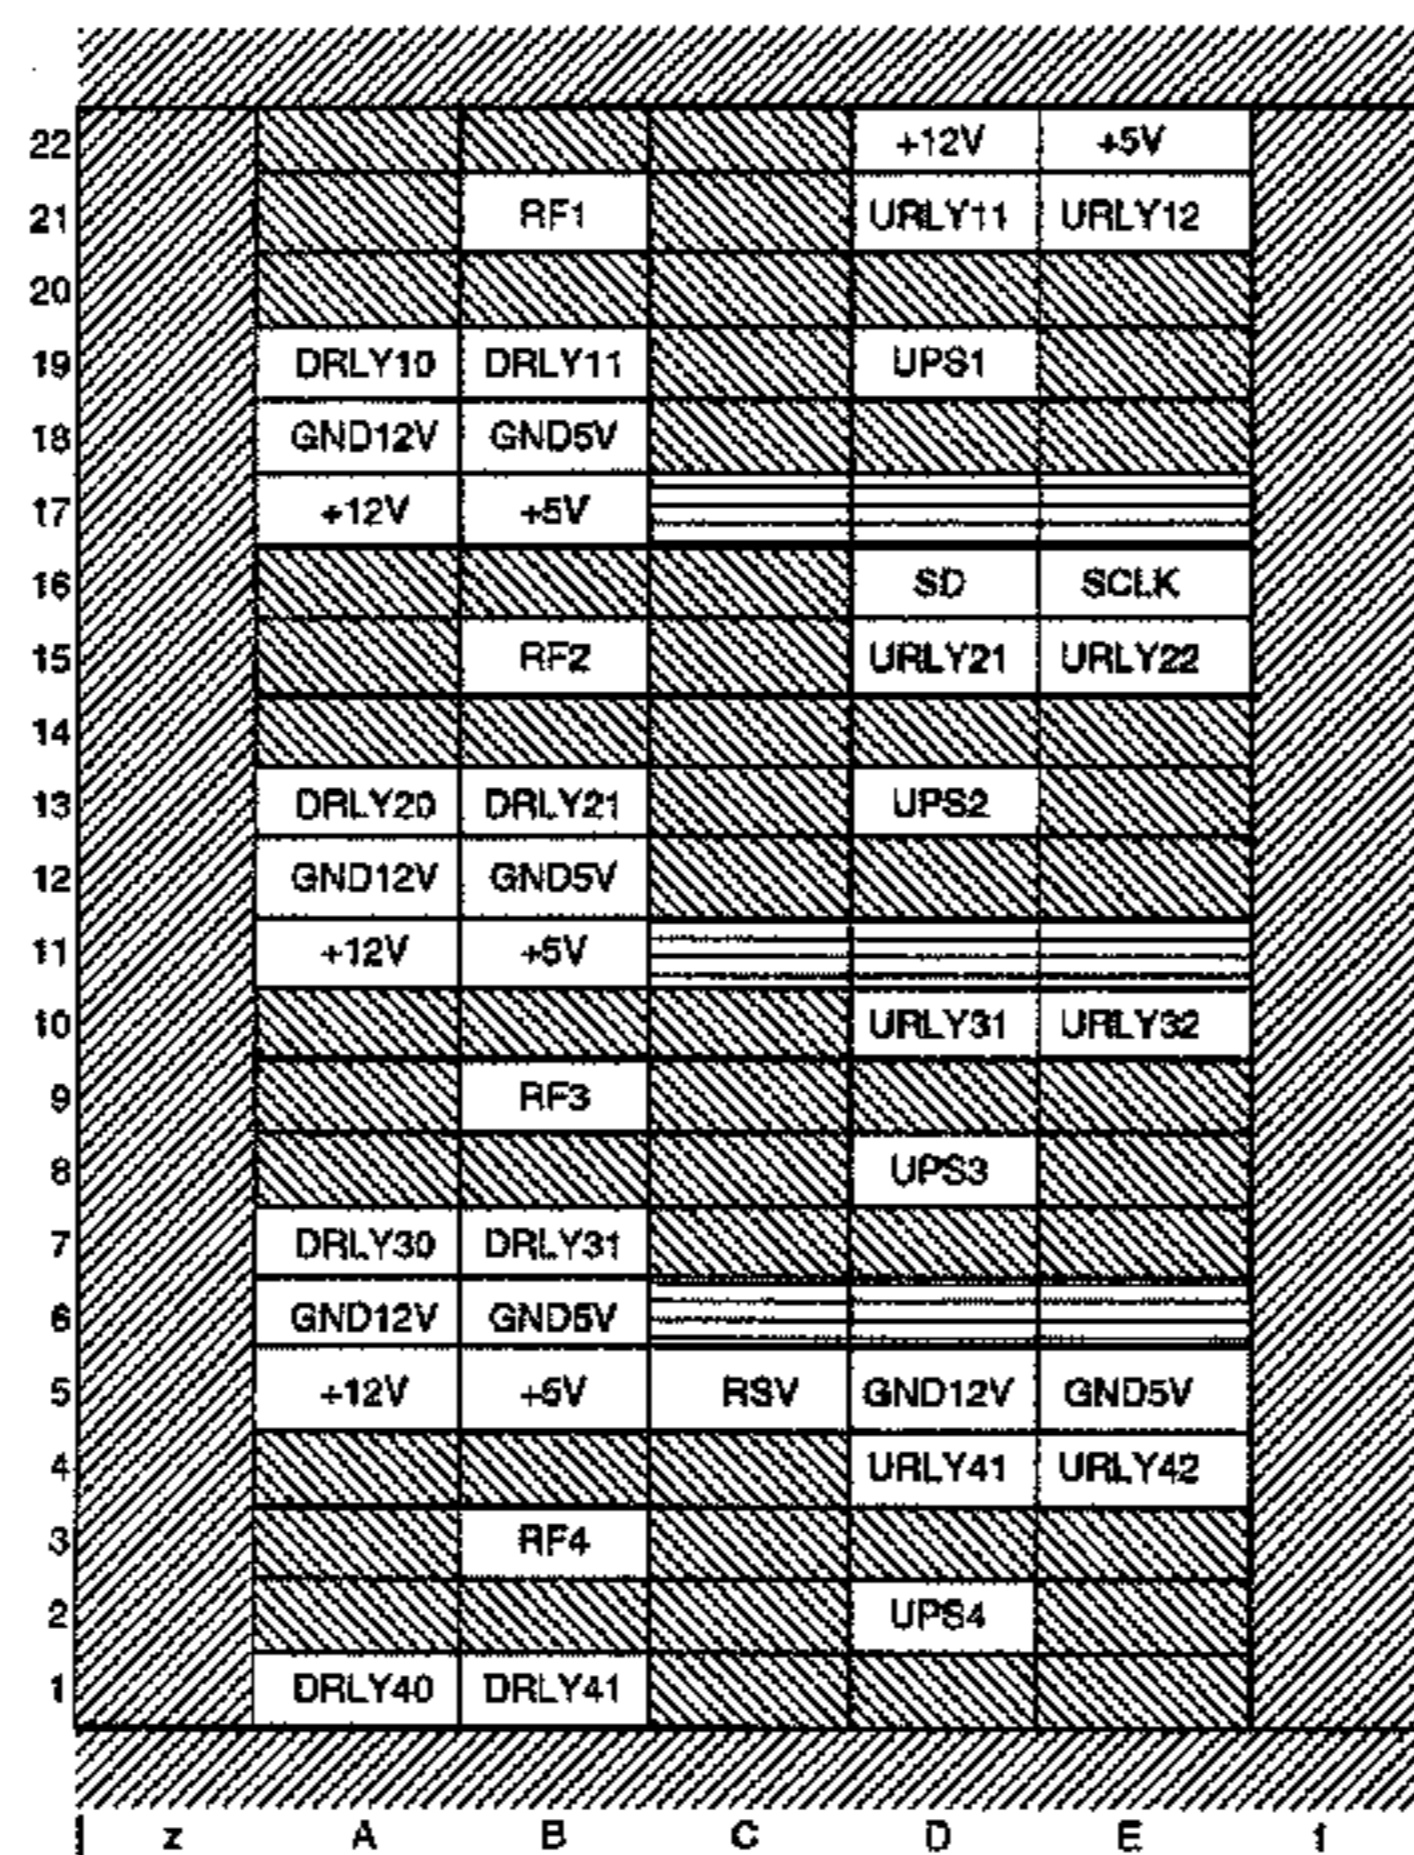 22 +12V +5V
21 RF1 URLY11 URLY12
20
19 DRLY10 DRLY11 UPS1
18 GND12V GND5V
17 +12V +5V
16 SD SCLK
15 RF2 URLY21 URLY22
14
13 DRLY20 DRLY21 UPS2
12 GND12V GND5V
11 +12V +5V
10 URLY31 URLY32
9 RF3
8 UPS3
7 DRLY30 DRLY31
6 GND12V GND5V
5 +12V +5V RSV GND12V GND5V
4 URLY41 URLY42
3 RF4
2 UPS4
1 DRLY40 DRLY41
z A B C D E f